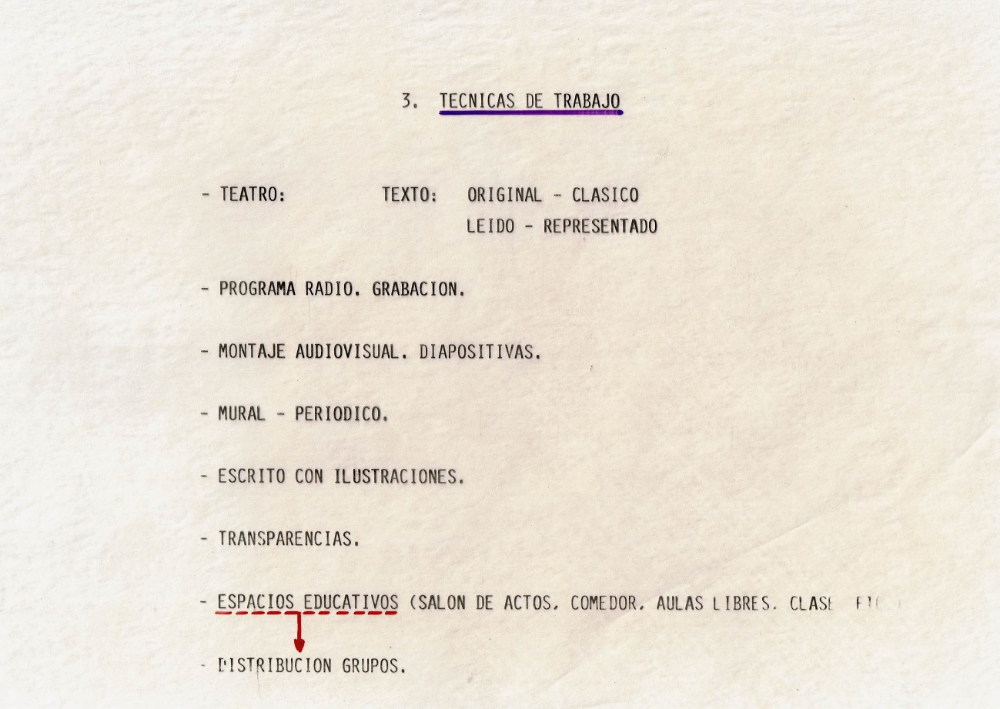 3. TECNICAS DE TRABAJO
- TEATRO: TEXTO: ORIGINAL - CLASICO
LEIDO - REPRESENTADO
- PROGRAMA RADIO. GRABACION.
- MONTAJE AUDIOVISUAL. DIAPOSITIVAS.
- MURAL - PERIODICO.
- ESCRITO CON ILUSTRACIONES.
- TRANSPARENCIAS.
- ESPACIOS EDUCATIVOS (SALON DE ACTOS. COMEDOR. AULAS LIBRES. CLASE
- DISTRIBUCION GRUPOS.